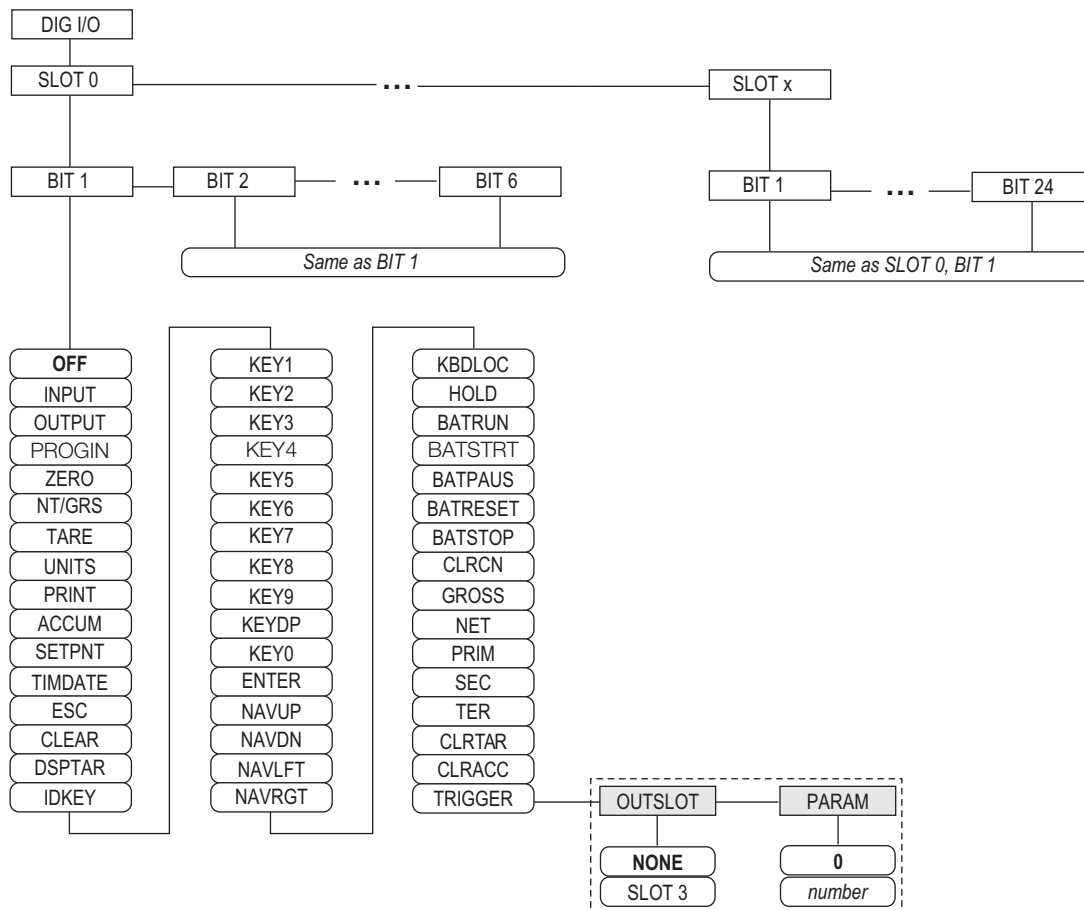 DIG I/O
SLOT 0
...
SLOT x
BIT 1
BIT 2
...
BIT 6
BIT 1
...
BIT 24
Same as BIT 1
Same as SLOT 0, BIT 1
OFF
INPUT
OUTPUT
PROGIN
ZERO
NT/GRS
TARE
UNITS
PRINT
ACCUM
SETPNT
TIMDATE
ESC
CLEAR
DSPTAR
IDKEY
KEY1
KEY2
KEY3
KEY4
KEY5
KEY6
KEY7
KEY8
KEY9
KEYDP
KEY0
ENTER
NAVUP
NAVDN
NAVLFT
NAVRGT
KBDLOC
HOLD
BATRUN
BATSTRT
BATPAUS
BATRESET
BATSTOP
CLRCN
GROSS
NET
PRIM
SEC
TER
CLRTAR
CLRACC
TRIGGER
OUTSLOT
PARAM
NONE
SLOT 3
0
number